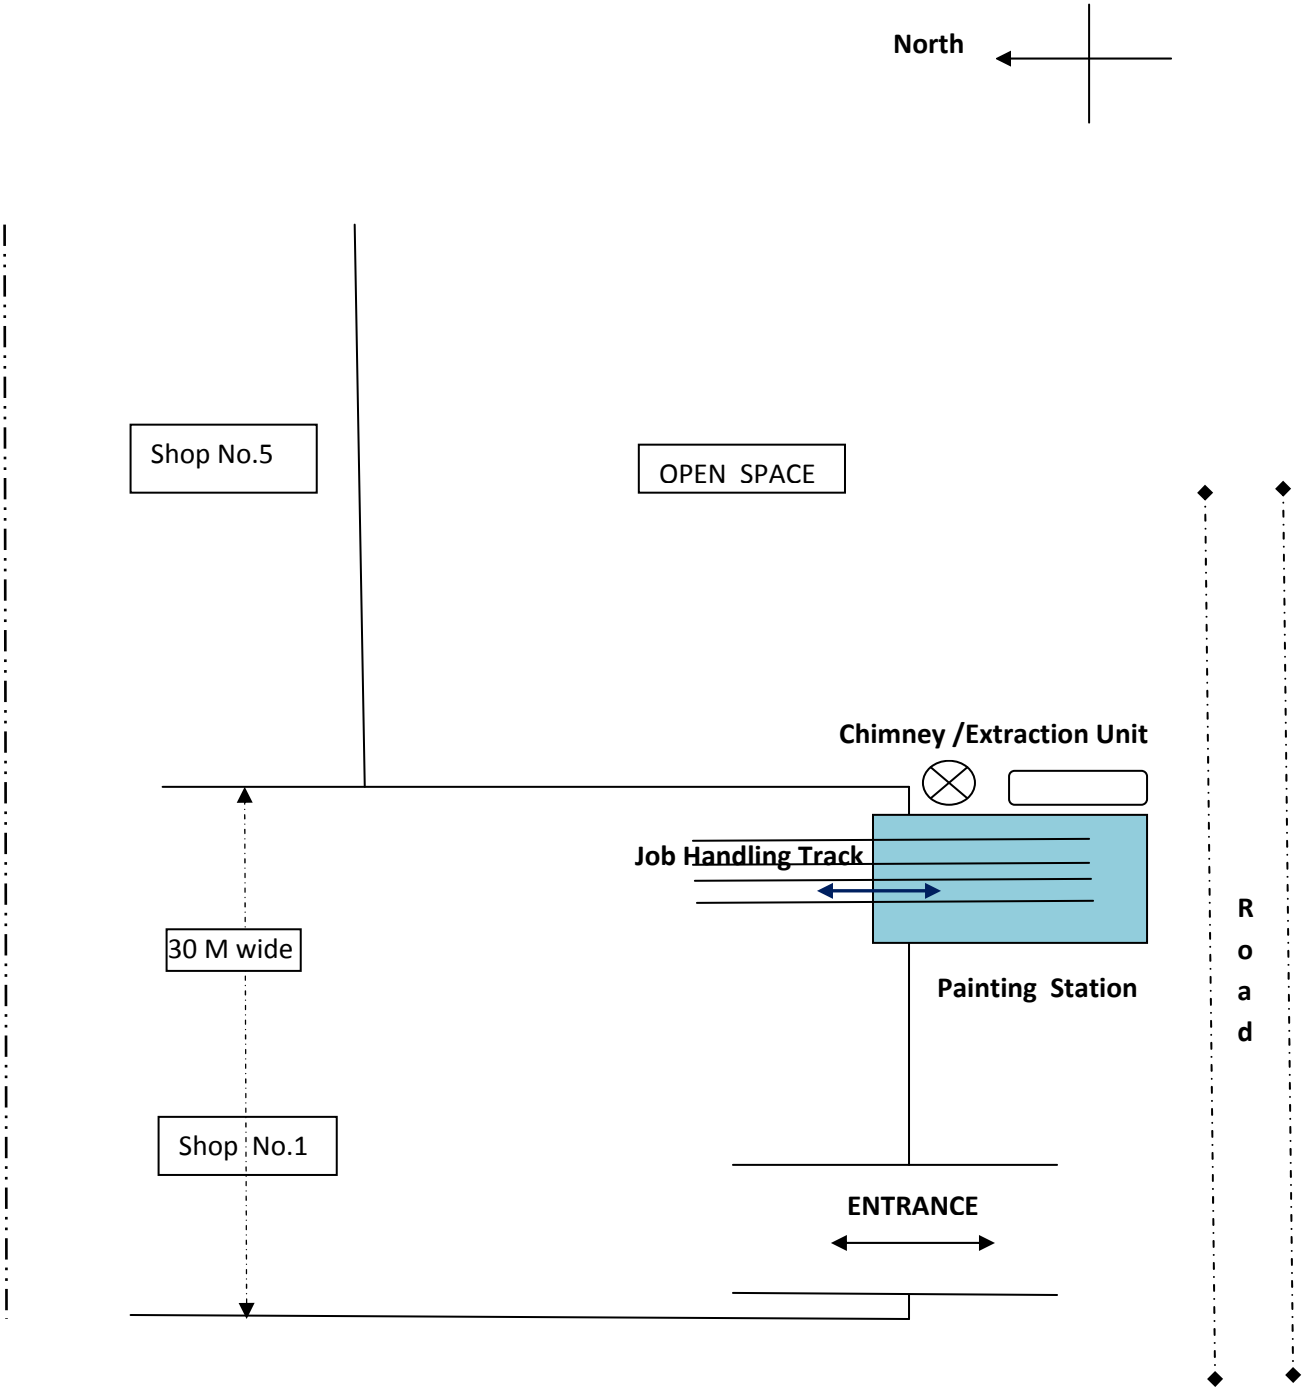 North
Shop No.5
OPEN SPACE
Chimney /Extraction Unit
Job Handling Track
R
o
a
d
30 M wide
Painting Station
Shop No.1
ENTRANCE